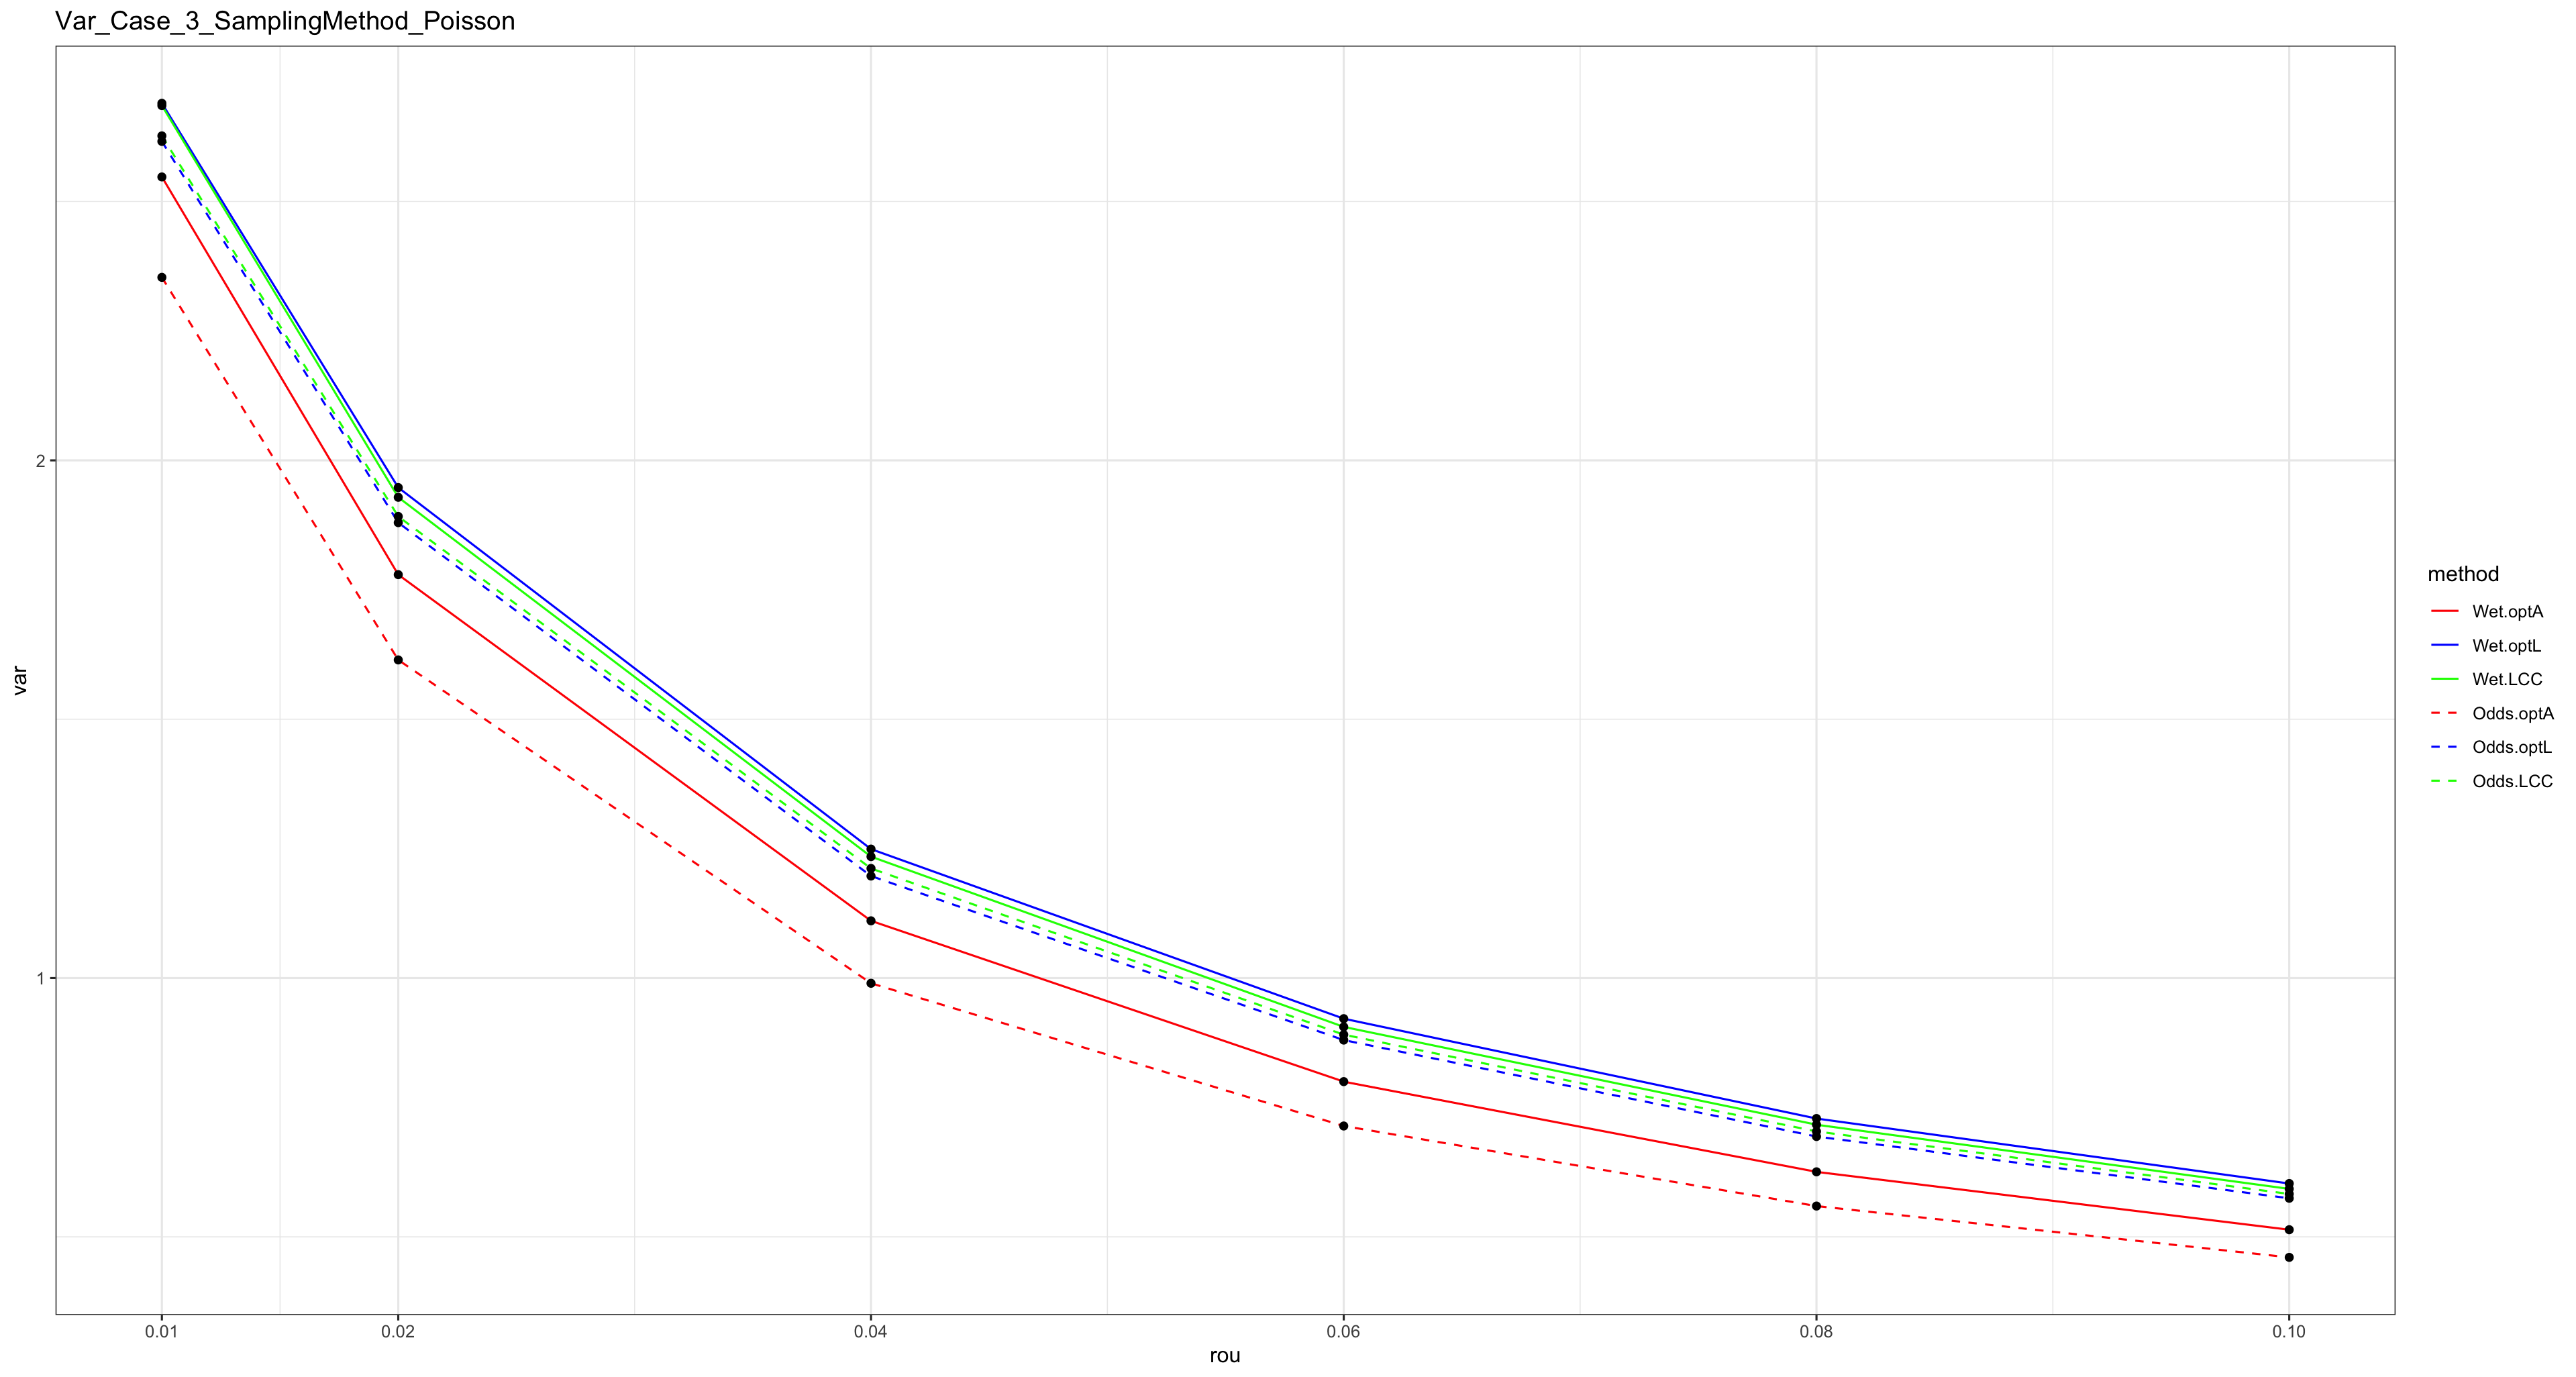 Var_Case_3_SamplingMethod_Poisson
var
2
1
0.01
0.02
0.04
0.06
0.08
0.10
rou
method
Wet.optA
Wet.optL
Wet.LCC
Odds.optA
Odds.optL
Odds.LCC